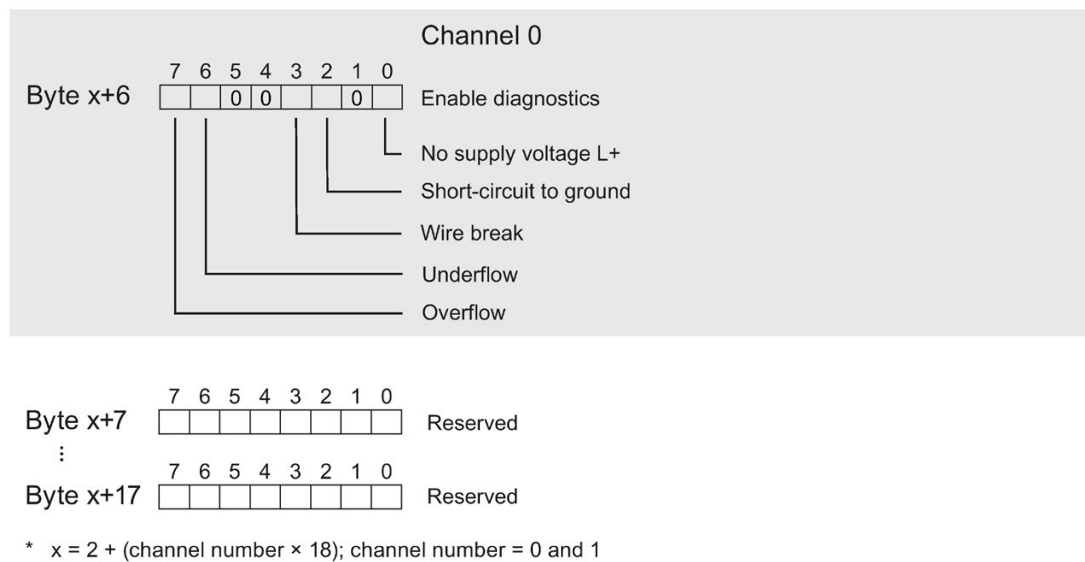 Channel 0
7 6 5 4 3 2 1 0
Byte x+6 0 0 0 Enable diagnostics
No supply voltage L+
Short-circuit to ground
Wire break
Underflow
Overflow
7 6 5 4 3 2 1 0
Byte x+7 Reserved
⋮
7 6 5 4 3 2 1 0
Byte x+17 Reserved
* x = 2 + (channel number × 18); channel number = 0 and 1